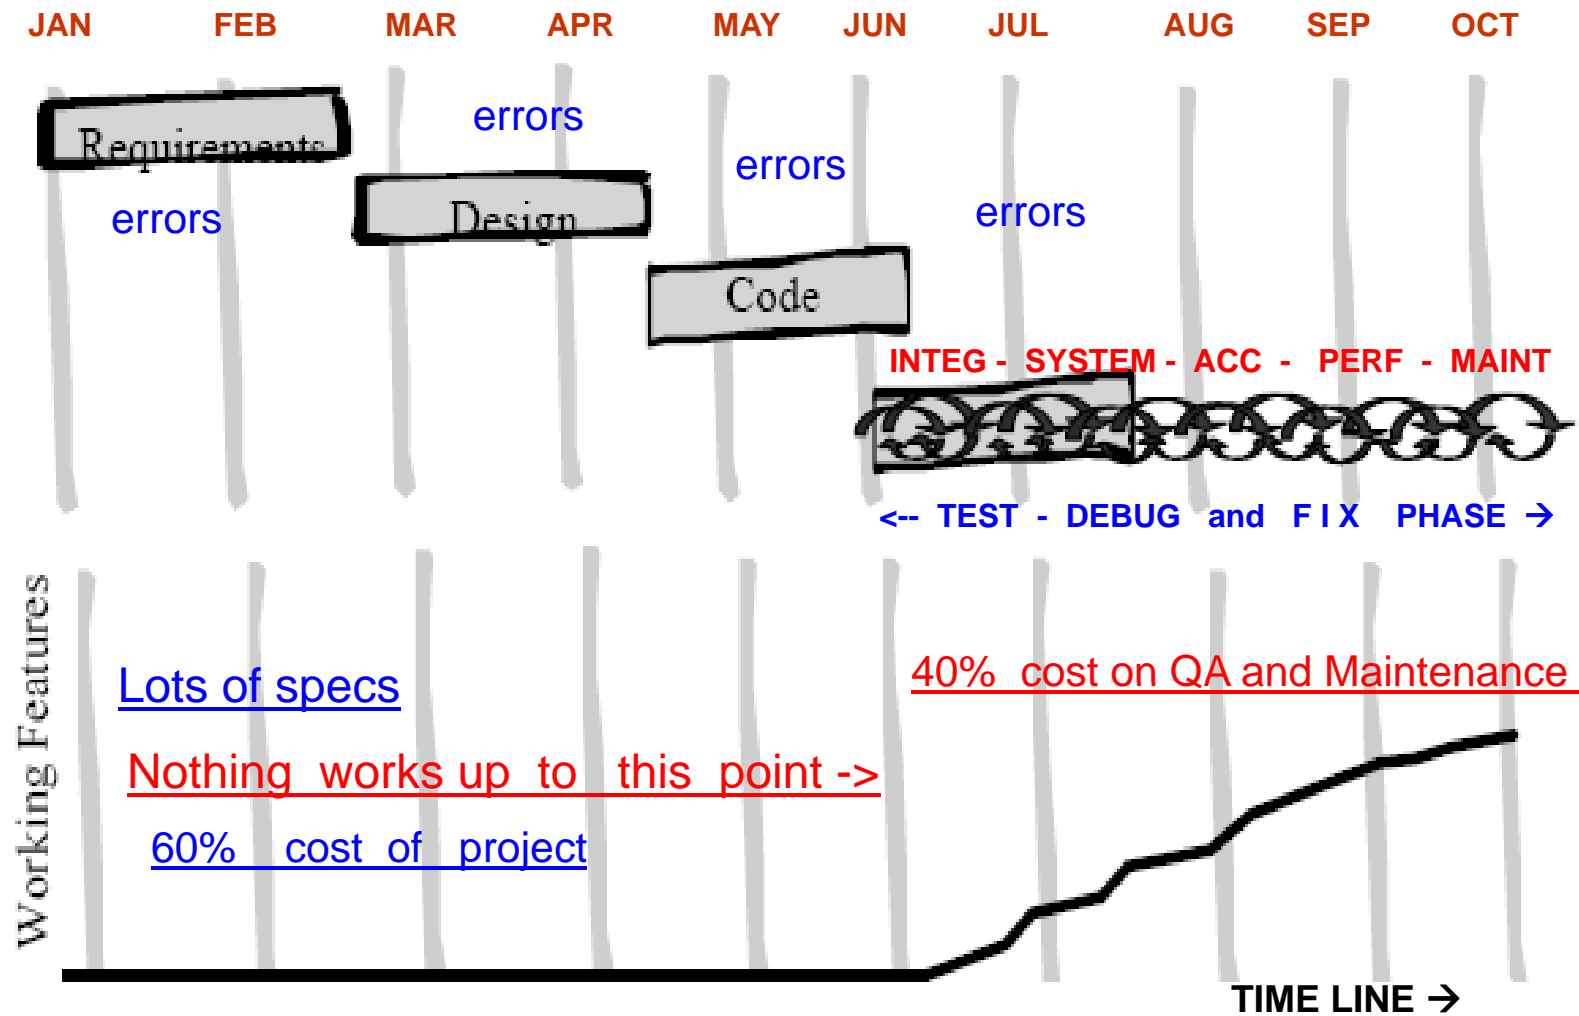 JAN FEB MAR APR MAY JUN JUL AUG SEP OCT
errors
Requirements
errors
errors
Design
errors
Code
INTEG - SYSTEM - ACC - PERF - MAINT
<-- TEST - DEBUG and F I X PHASE →
Working Features
Lots of specs
40% cost on QA and Maintenance
Nothing works up to this point ->
60% cost of project
TIME LINE →